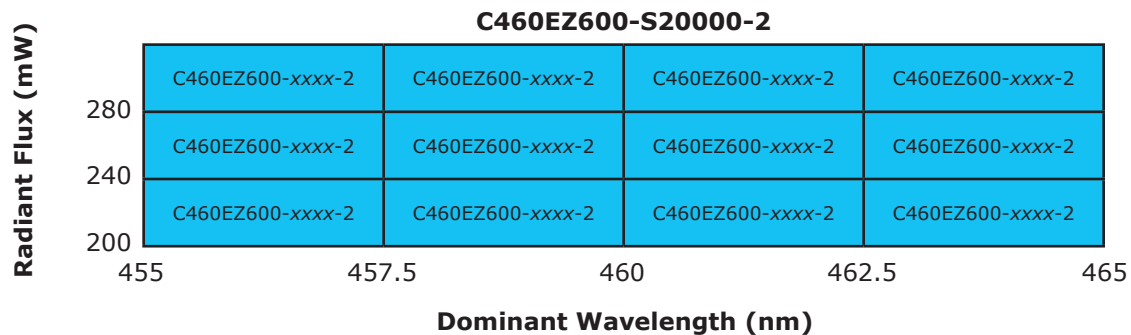 C460EZ600-S20000-2
Radiant Flux (mW)
C460EZ600-xxxx-2 C460EZ600-xxxx-2 C460EZ600-xxxx-2 C460EZ600-xxxx-2
280
C460EZ600-xxxx-2 C460EZ600-xxxx-2 C460EZ600-xxxx-2 C460EZ600-xxxx-2
240
C460EZ600-xxxx-2 C460EZ600-xxxx-2 C460EZ600-xxxx-2 C460EZ600-xxxx-2
200
455 457.5 460 462.5 465
Dominant Wavelength (nm)